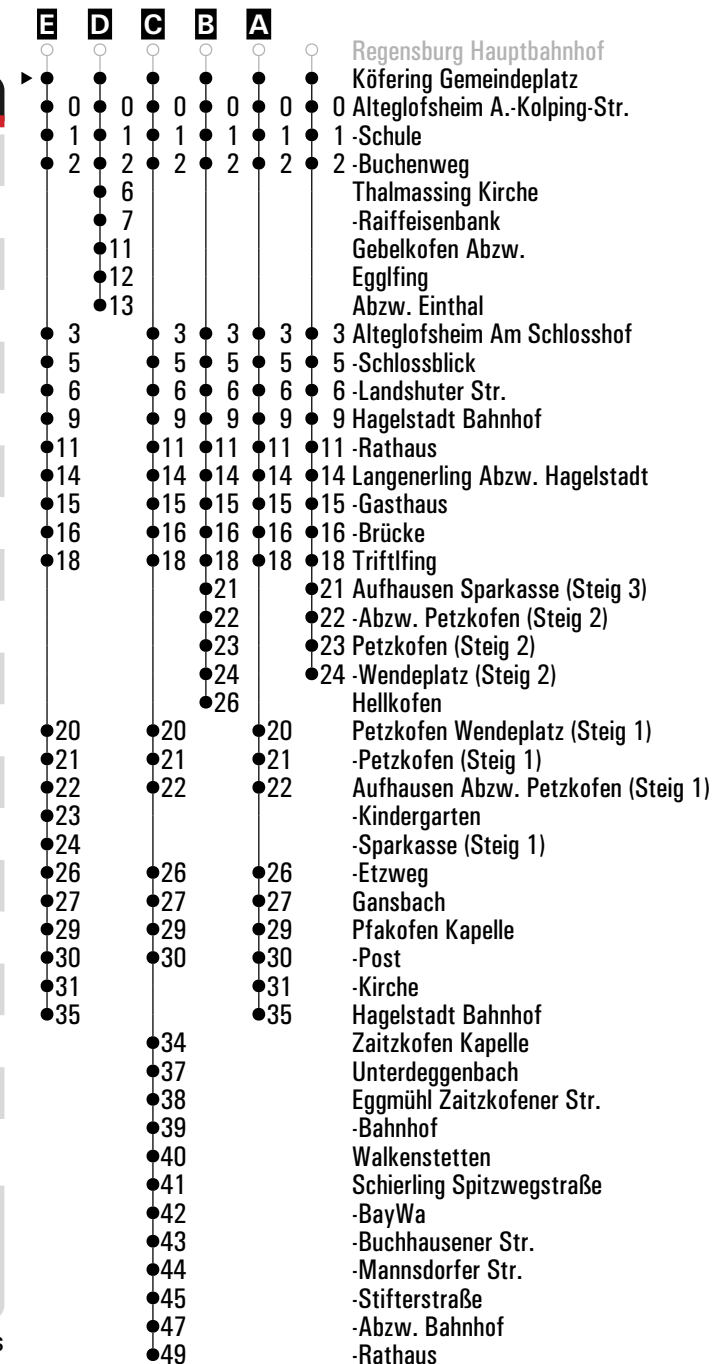 E D C B A
Regensburg Hauptbahnhof
Köfering Gemeindeplatz
0 0 0 0 0 0 Alteglofsheim A.-Kolping-Str.
1 1 1 1 1 1 -Schule
2 2 2 2 2 2 -Buchenweg
6 Thalmassing Kirche
7 -Raiffeisenbank
11 Gebelkofen Abzw.
12 Egglfing
13 Abzw. Einthal
3 3 3 3 3 Alteglofsheim Am Schlosshof
5 5 5 5 5 -Schlossblick
6 6 6 6 6 -Landshuter Str.
9 9 9 9 9 Hagelstadt Bahnhof
11 11 11 11 11 -Rathaus
14 14 14 14 14 Langenerling Abzw. Hagelstadt
15 15 15 15 15 -Gasthaus
16 16 16 16 16 -Brücke
18 18 18 18 18 Triftlfing
21 21 Aufhausen Sparkasse (Steig 3)
22 22 -Abzw. Petzkofen (Steig 2)
23 23 Petzkofen (Steig 2)
24 24 -Wendeplatz (Steig 2)
26 Hellkofen
20 20 20 Petzkofen Wendeplatz (Steig 1)
21 21 21 -Petzkofen (Steig 1)
22 22 22 Aufhausen Abzw. Petzkofen (Steig 1)
23 -Kindergarten
24 -Sparkasse (Steig 1)
26 26 26 -Etzweg
27 27 27 Gansbach
29 29 29 Pfakofen Kapelle
30 30 30 -Post
31 31 -Kirche
35 35 Hagelstadt Bahnhof
34 Zaitzkofen Kapelle
37 Unterdeggenbach
38 Eggmühl Zaitzkofener Str.
39 -Bahnhof
40 Walkenstetten
41 Schierling Spitzwegstraße
42 -BayWa
43 -Buchhausener Str.
44 -Mannsdorfer Str.
45 -Stifterstraße
47 -Abzw. Bahnhof
49 -Rathaus